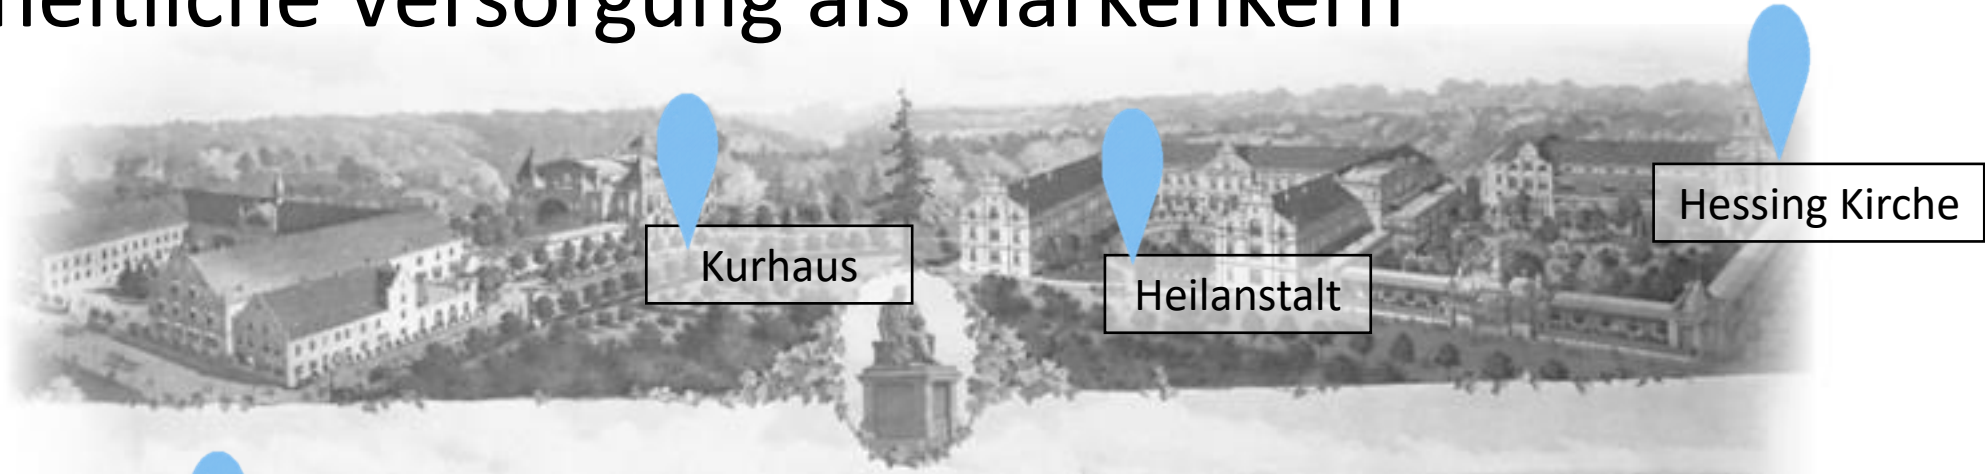 heitliche Versorgung als Markenkern
Hessing Kirche
Kurhaus
Heilanstalt